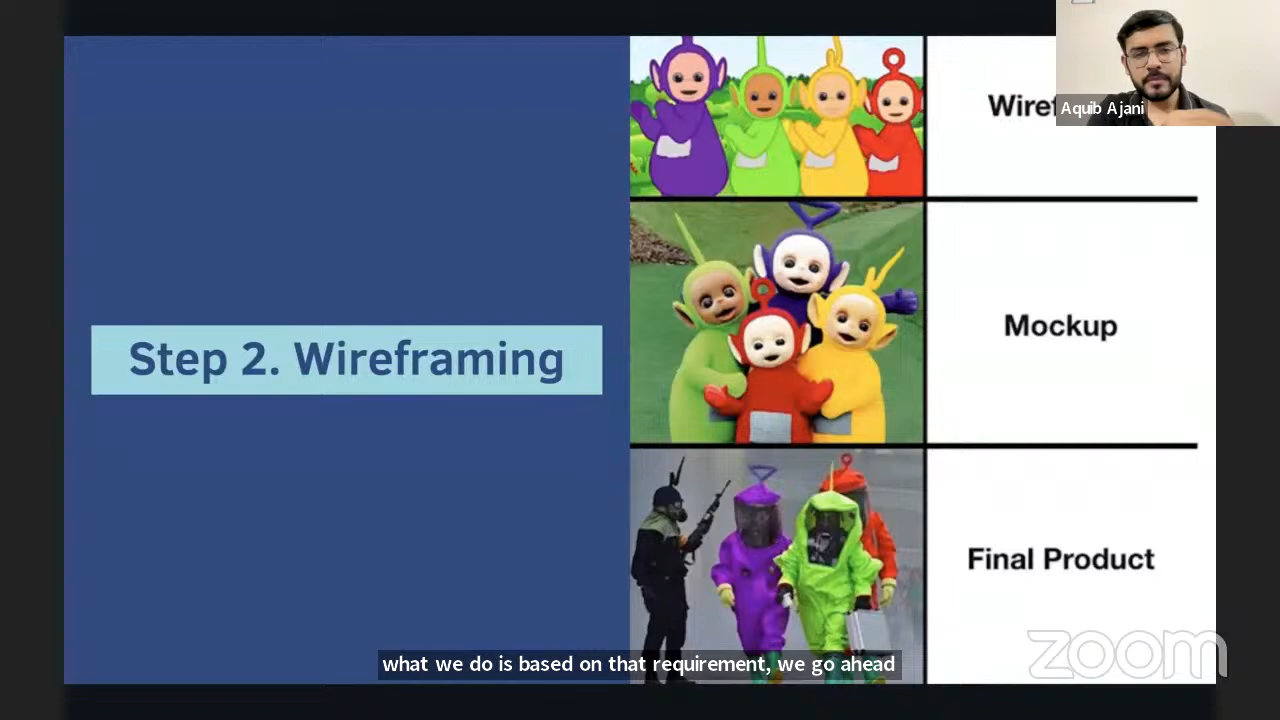 Aquib Ajani
Step 2. Wireframing
Mockup
Final Product
what we do is based on that requirement, we go ahead
zoom